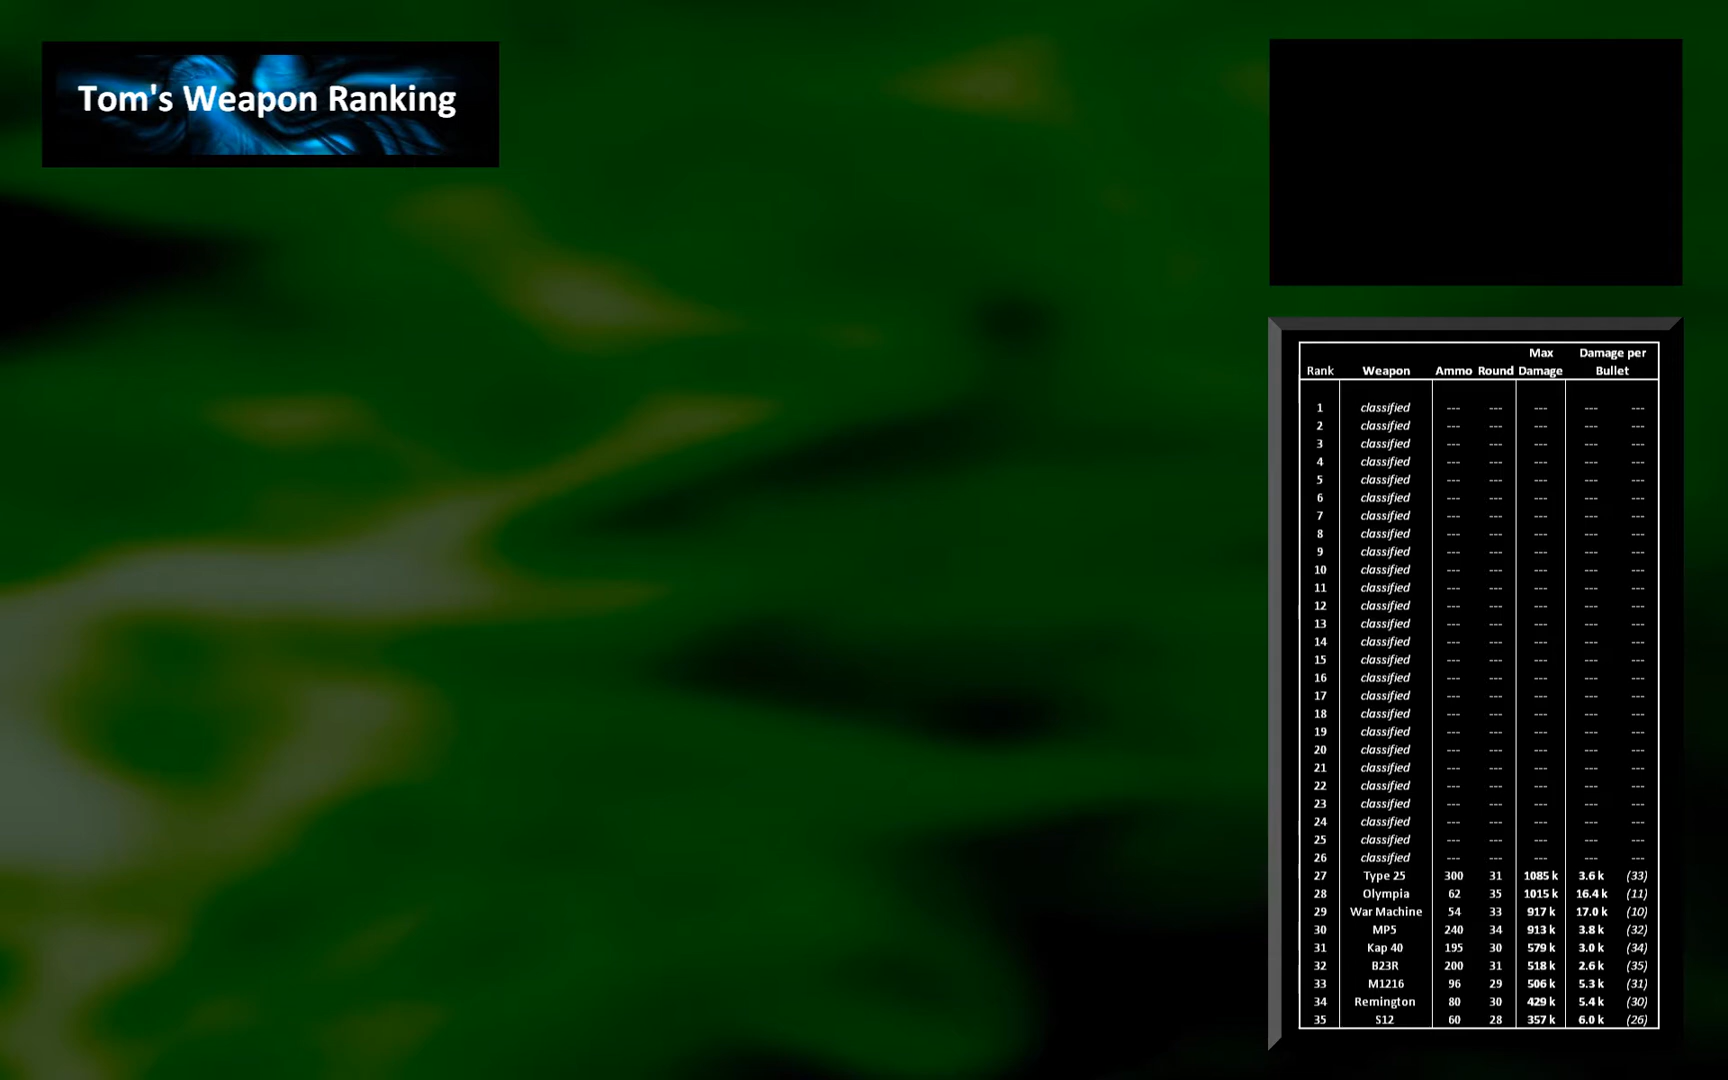 Tom's Weapon Ranking
Max Damage per
Rank Weapon Ammo Round Damage Bullet
1 classified --- --- --- --- ---
2 classified --- --- --- --- ---
3 classified --- --- --- --- ---
4 classified --- --- --- --- ---
5 classified --- --- --- --- ---
6 classified --- --- --- --- ---
7 classified --- --- --- --- ---
8 classified --- --- --- --- ---
9 classified --- --- --- --- ---
10 classified --- --- --- --- ---
11 classified --- --- --- --- ---
12 classified --- --- --- --- ---
13 classified --- --- --- --- ---
14 classified --- --- --- --- ---
15 classified --- --- --- --- ---
16 classified --- --- --- --- ---
17 classified --- --- --- --- ---
18 classified --- --- --- --- ---
19 classified --- --- --- --- ---
20 classified --- --- --- --- ---
21 classified --- --- --- --- ---
22 classified --- --- --- --- ---
23 classified --- --- --- --- ---
24 classified --- --- --- --- ---
25 classified --- --- --- --- ---
26 classified --- --- --- --- ---
27 Type 25 300 31 1085 k 3.6 k (33)
28 Olympia 62 35 1015 k 16.4 k (11)
29 War Machine 54 33 917 k 17.0 k (10)
30 MP5 240 34 913 k 3.8 k (32)
31 Kap 40 195 30 579 k 3.0 k (34)
32 B23R 200 31 518 k 2.6 k (35)
33 M1216 96 29 506 k 5.3 k (31)
34 Remington 80 30 429 k 5.4 k (30)
35 S12 60 28 357 k 6.0 k (26)